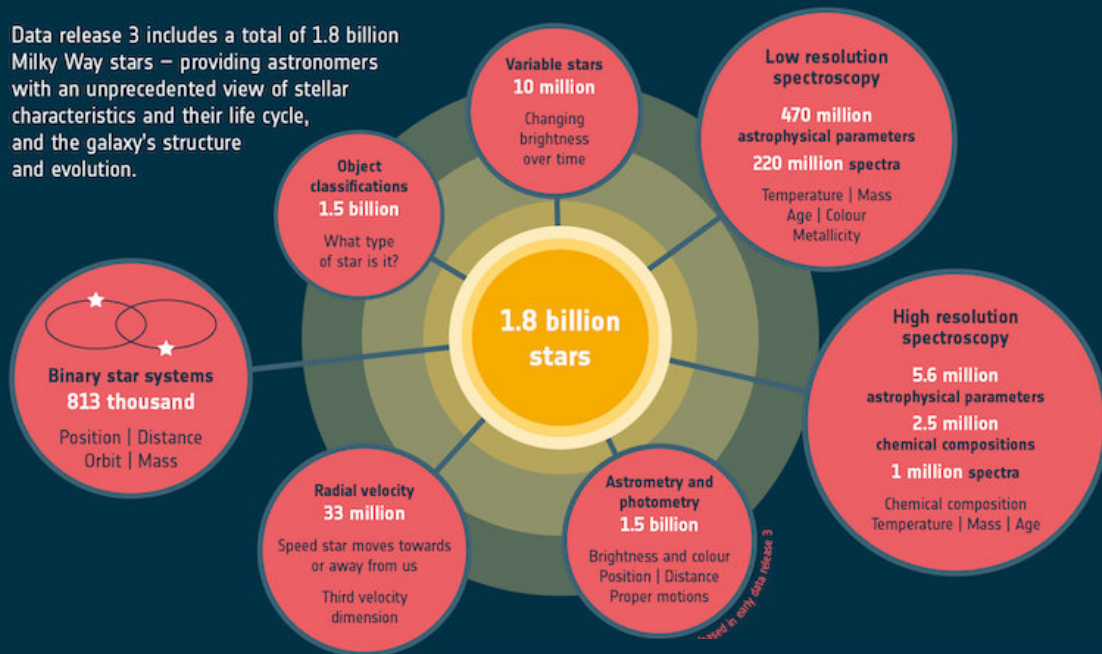 Data release 3 includes a total of 1.8 billion
Milky Way stars – providing astronomers
with an unprecedented view of stellar
characteristics and their life cycle,
and the galaxy's structure
and evolution.
Variable stars
10 million
Changing
brightness
over time
Low resolution
spectroscopy
470 million
astrophysical parameters
220 million spectra
Temperature | Mass
Age | Colour
Metallicity
Object
classifications
1.5 billion
What type
of star is it?
1.8 billion
stars
Binary star systems
813 thousand
Position | Distance
Orbit | Mass
High resolution
spectroscopy
5.6 million
astrophysical parameters
2.5 million
chemical compositions
1 million spectra
Chemical composition
Temperature | Mass | Age
Radial velocity
33 million
Speed star moves towards
or away from us
Third velocity
dimension
Astrometry and
photometry
1.5 billion
Brightness and colour
Position | Distance
Proper motions
in early data release 3